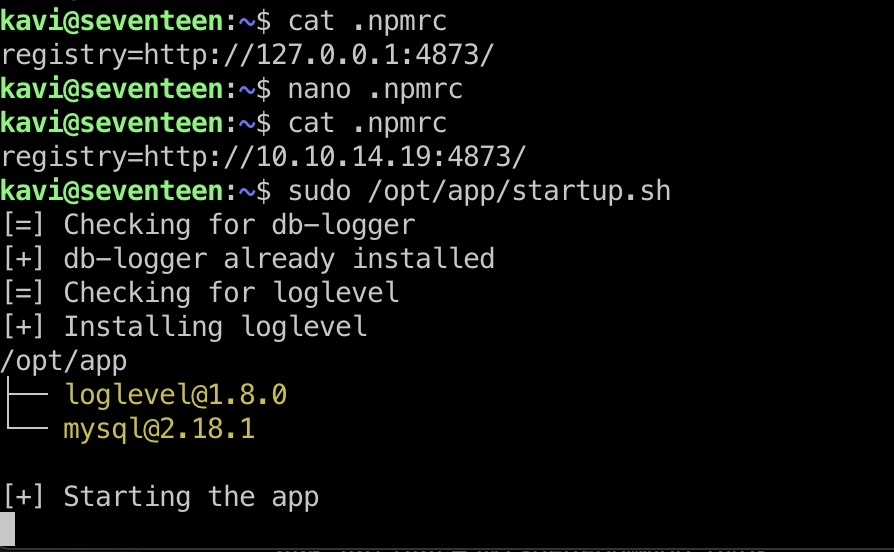 kavi@seventeen:~$ cat .npmrc
registry=http://127.0.0.1:4873/
kavi@seventeen:~$ nano .npmrc
kavi@seventeen:~$ cat .npmrc
registry=http://10.10.14.19:4873/
kavi@seventeen:~$ sudo /opt/app/startup.sh
[=] Checking for db-logger
[+] db-logger already installed
[=] Checking for loglevel
[+] Installing loglevel
/opt/app
├── loglevel@1.8.0
└── mysql@2.18.1
[+] Starting the app